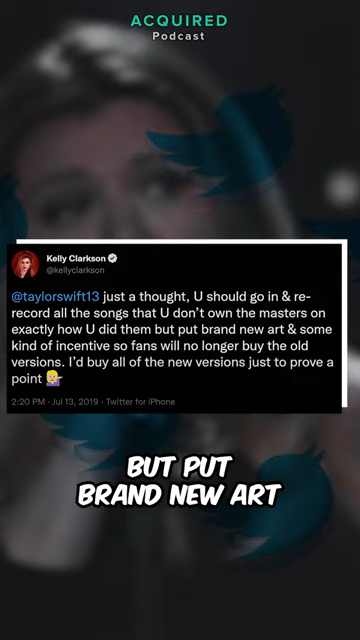 ACQUIRED
Podcast
Kelly Clarkson
@kellyclarkson
@taylorswift13 just a thought, U should go in & re-
record all the songs that U don't own the masters on
exactly how U did them but put brand new art & some
kind of incentive so fans will no longer buy the old
versions. I'd buy all of the new versions just to prove a
point 💁🏼‍♀️
2:20 PM · Jul 13, 2019 · Twitter for iPhone
BUT PUT
BRAND NEW ART